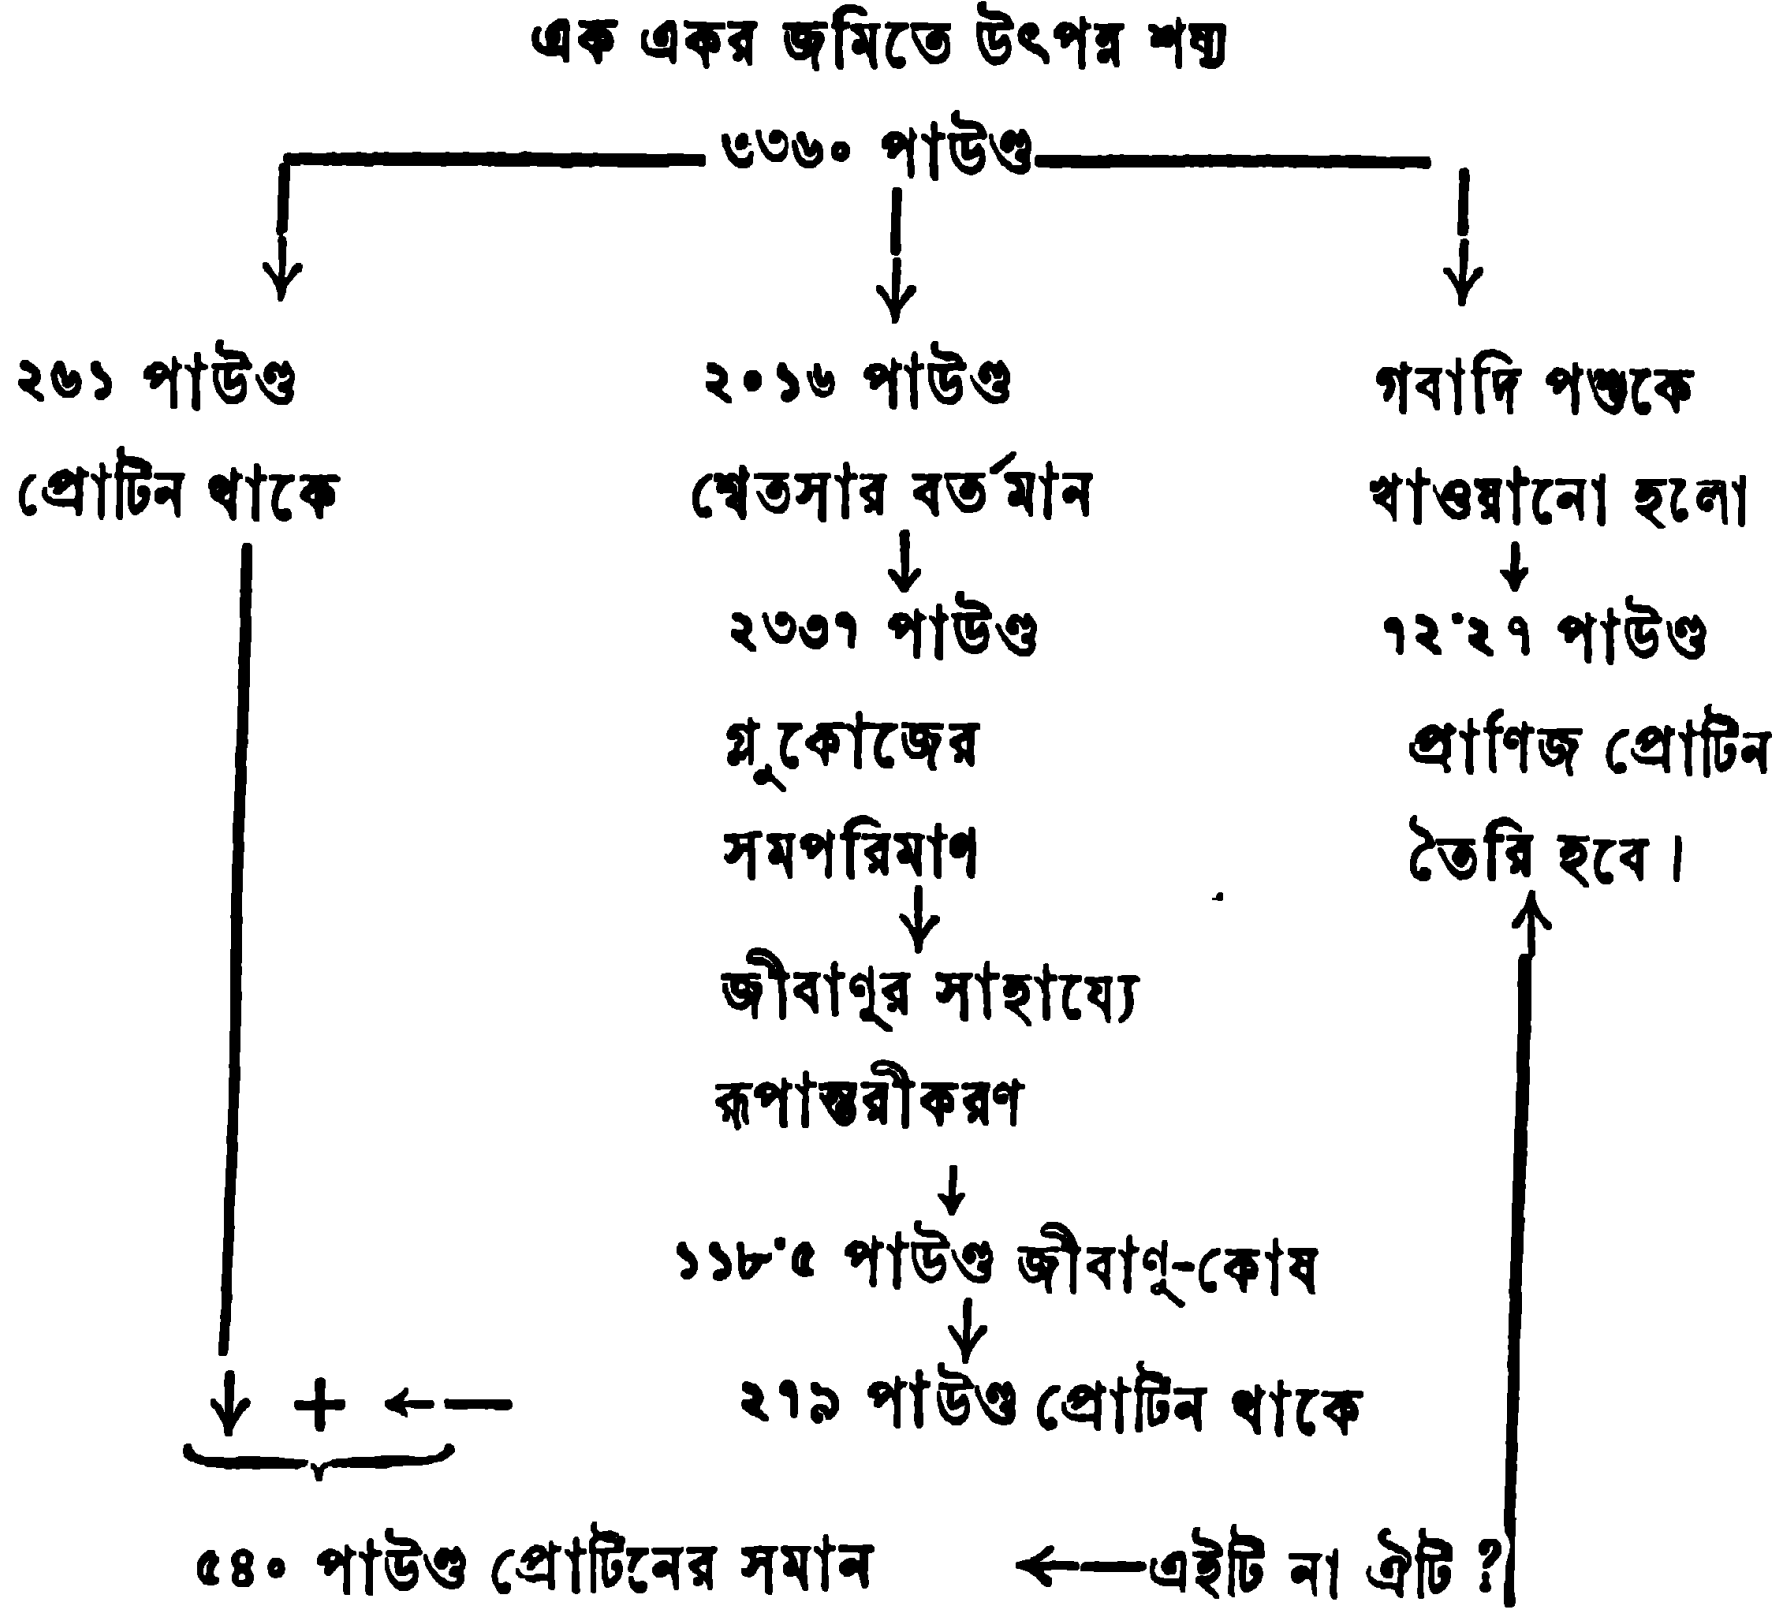 এক একর জমিতে উৎপন্ন শষ্য
৩৩৬০ পাউণ্ড
২৬১ পাউণ্ড
প্রোটিন থাকে
২০১৬ পাউণ্ড
শ্বেতসার বর্তমান
২৩৩৭ পাউণ্ড
গ্লুকোজের
সমপরিমাণ
জীবাণুর সাহায্যে
রূপান্তরীকরণ
১১৮·৫ পাউণ্ড জীবাণু-কোষ
২৭৯ পাউণ্ড প্রোটিন থাকে
গবাদি পশুকে
খাওয়ানো হলো
৭২·২৭ পাউণ্ড
প্রাণিজ প্রোটিন
তৈরি হবে।
+
৫৪০ পাউণ্ড প্রোটিনের সমান
এইটি না ঐটি ?